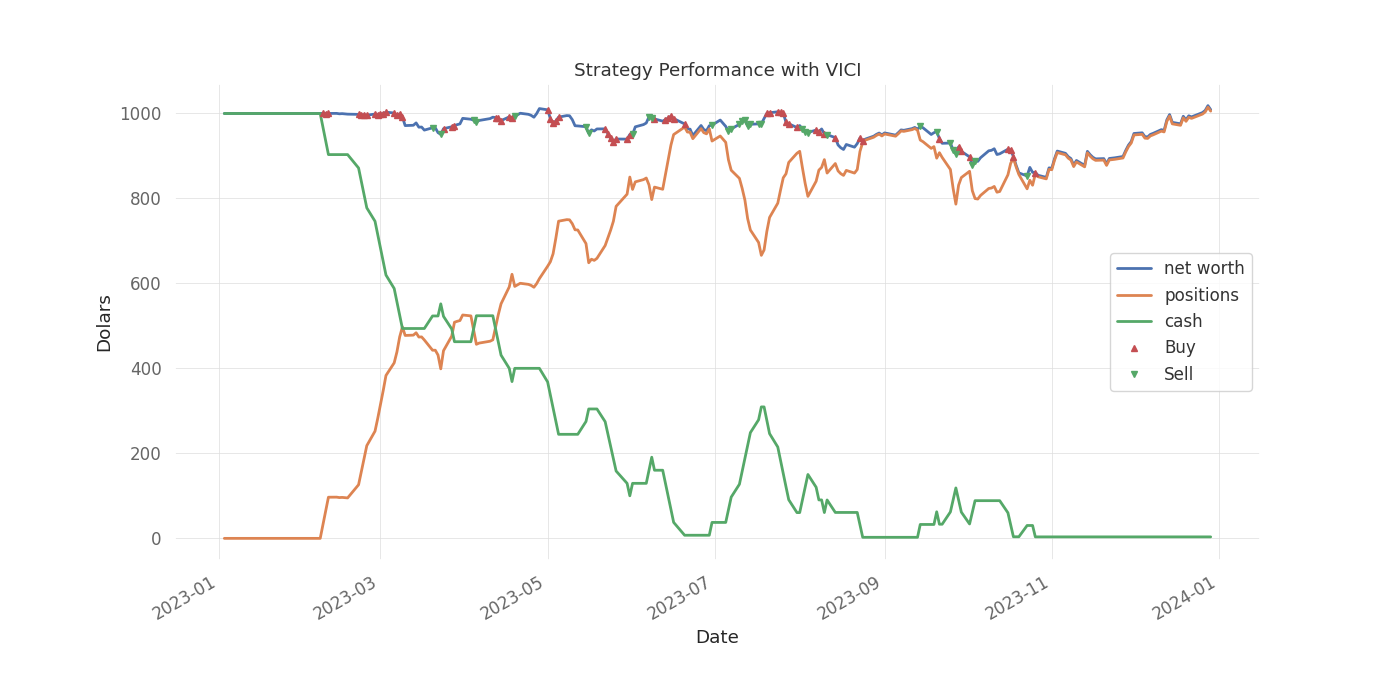 Strategy Performance with VICI
1000
800
600
400
200
0
Dolars
net worth
positions
cash
Buy
Sell
2023-01
2023-03
2023-05
2023-07
2023-09
2023-11
2024-01
Date